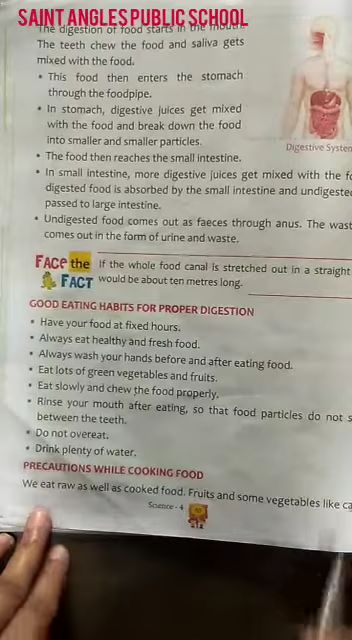 SAINT ANGLES PUBLIC SCHOOL
The digestion of food starts in the mouth.
The teeth chew the food and saliva gets
mixed with the food.
• This food then enters the stomach
through the foodpipe.
• In stomach, digestive juices get mixed
with the food and break down the food
into smaller and smaller particles.
Digestive System
• The food then reaches the small intestine.
• In small intestine, more digestive juices get mixed with the
digested food is absorbed by the small intestine and
passed to large intestine.
• Undigested food comes out as faeces through anus. The
comes out in the form of urine and waste.
FACE the FACT
If the whole food canal is stretched out in a straight
would be about ten metres long.
GOOD EATING HABITS FOR PROPER DIGESTION
• Have your food at fixed hours.
• Always eat healthy and fresh food.
• Always wash your hands before and after eating food.
• Eat lots of green vegetables and fruits.
• Eat slowly and chew the food properly.
• Rinse your mouth after eating, so that food particles do not
between the teeth.
• Do not overeat.
• Drink plenty of water.
PRECAUTIONS WHILE COOKING FOOD
We eat raw as well as cooked food. Fruits and some vegetables like
Science - 4